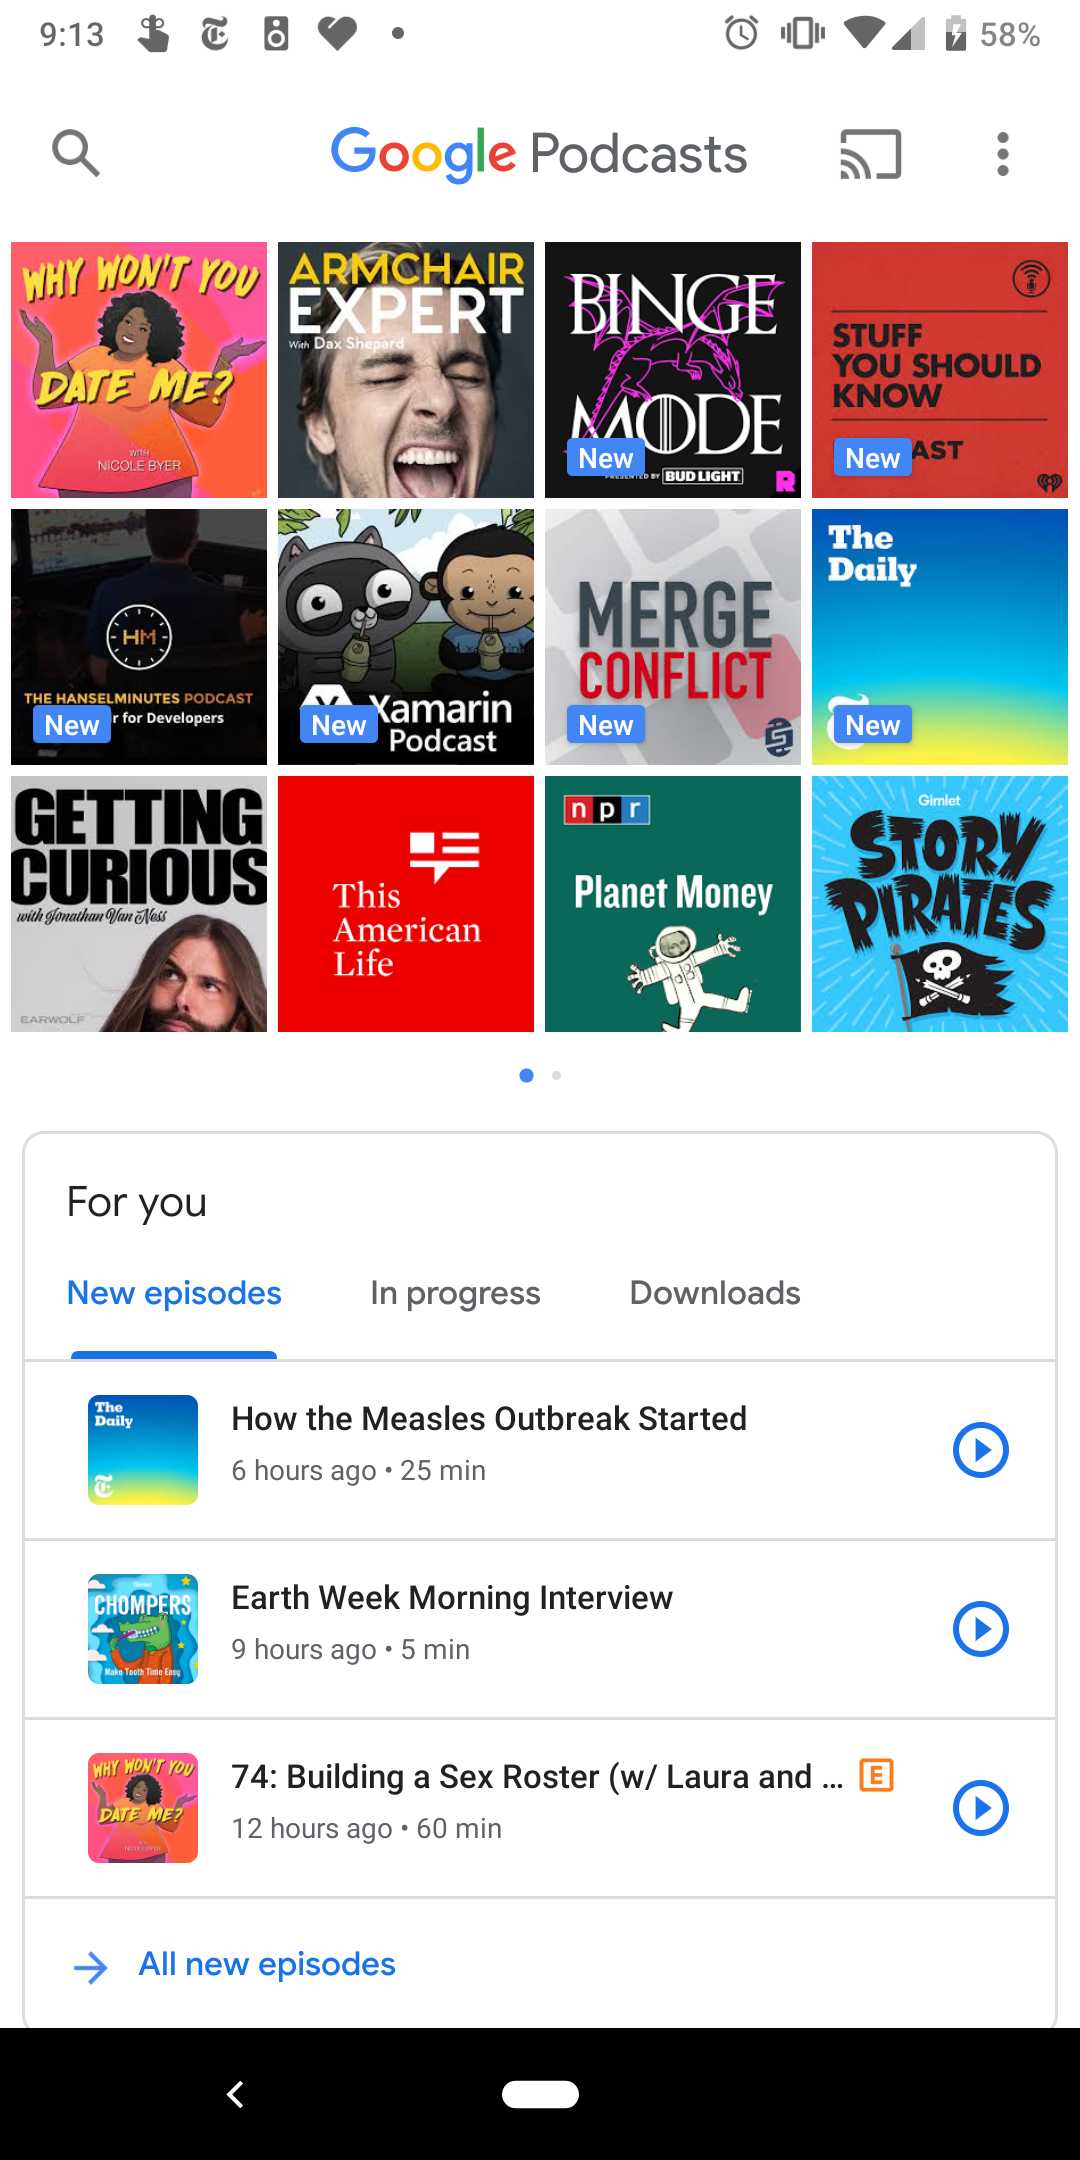 9:13
58%
Google Podcasts
WHY WON'T YOU
DATE ME?
WITH
NICOLE BYER
ARMCHAIR
EXPERT
With Dax Shepard
BINGE
MODE
New
PRESENTED BY BUD LIGHT
R
STUFF
YOU SHOULD
KNOW
New
AST
HM
THE HANSELMINUTES PODCAST
New
r for Developers
Xamarin
Podcast
New
MERGE
CONFLICT
New
The
Daily
New
GETTING
CURIOUS
with Jonathan Van Ness
EARWOLF
This
American
Life
npr
Planet Money
Gimlet
STORY
PIRATES
For you
New episodes
In progress
Downloads
The
Daily
How the Measles Outbreak Started
6 hours ago • 25 min
CHOMPERS
Make Tooth Time Easy
Earth Week Morning Interview
9 hours ago • 5 min
WHY WON'T YOU
DATE ME?
74: Building a Sex Roster (w/ Laura and ... E
12 hours ago • 60 min
All new episodes